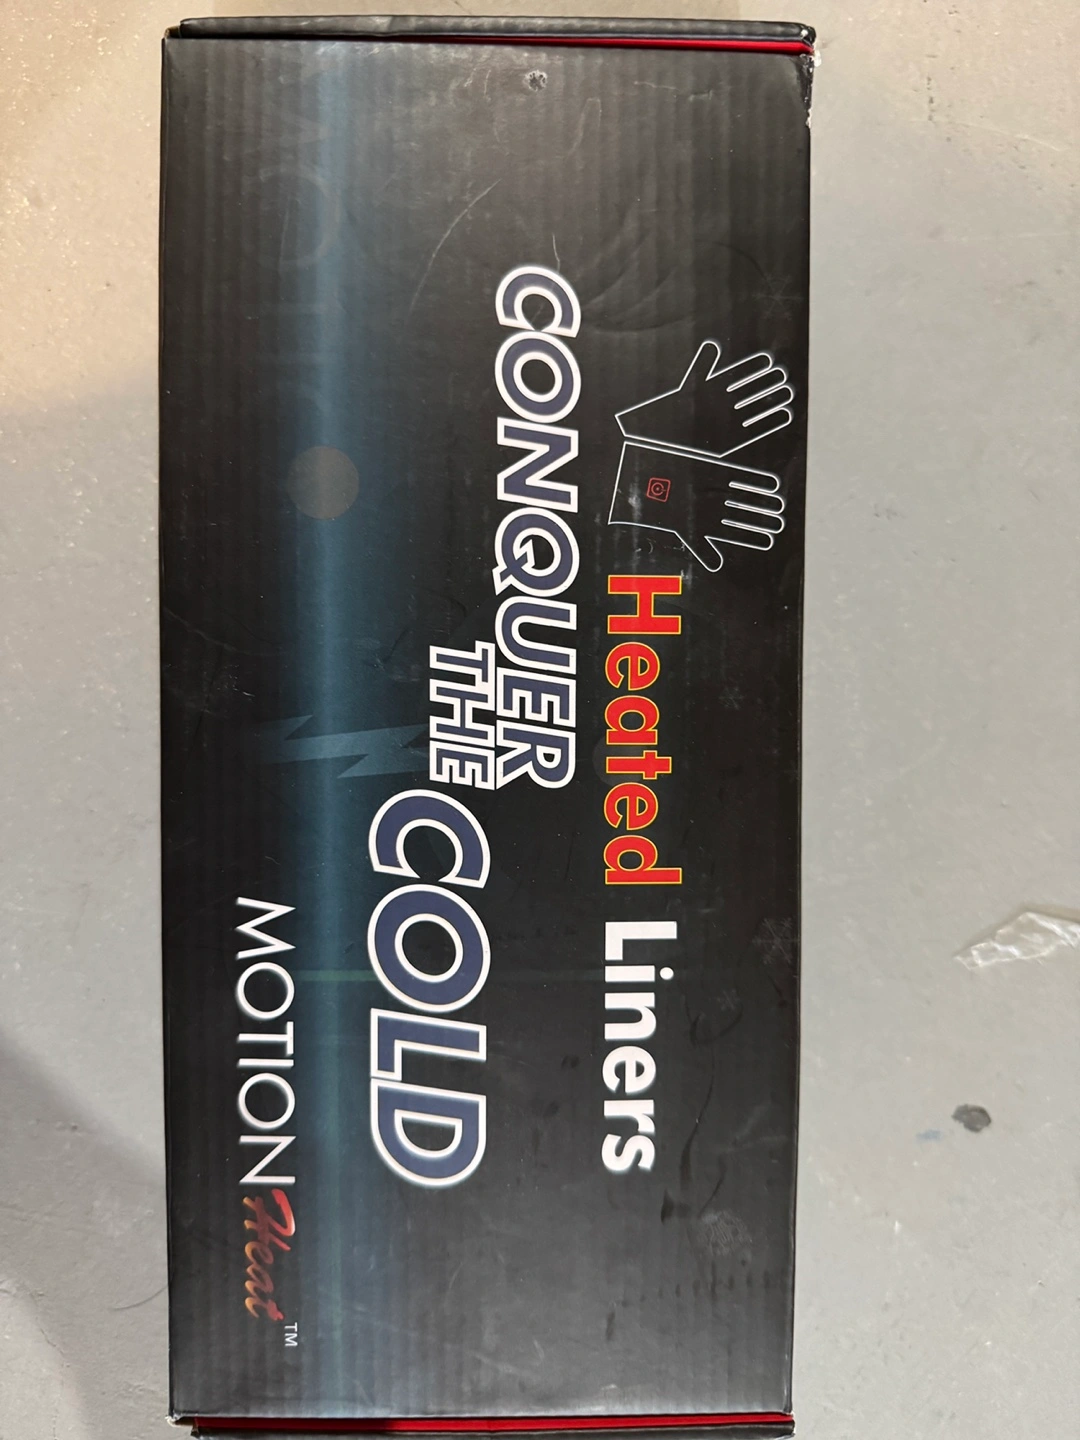 Heated Liners
CONQUER
THE
COLD
MOTION Heat™